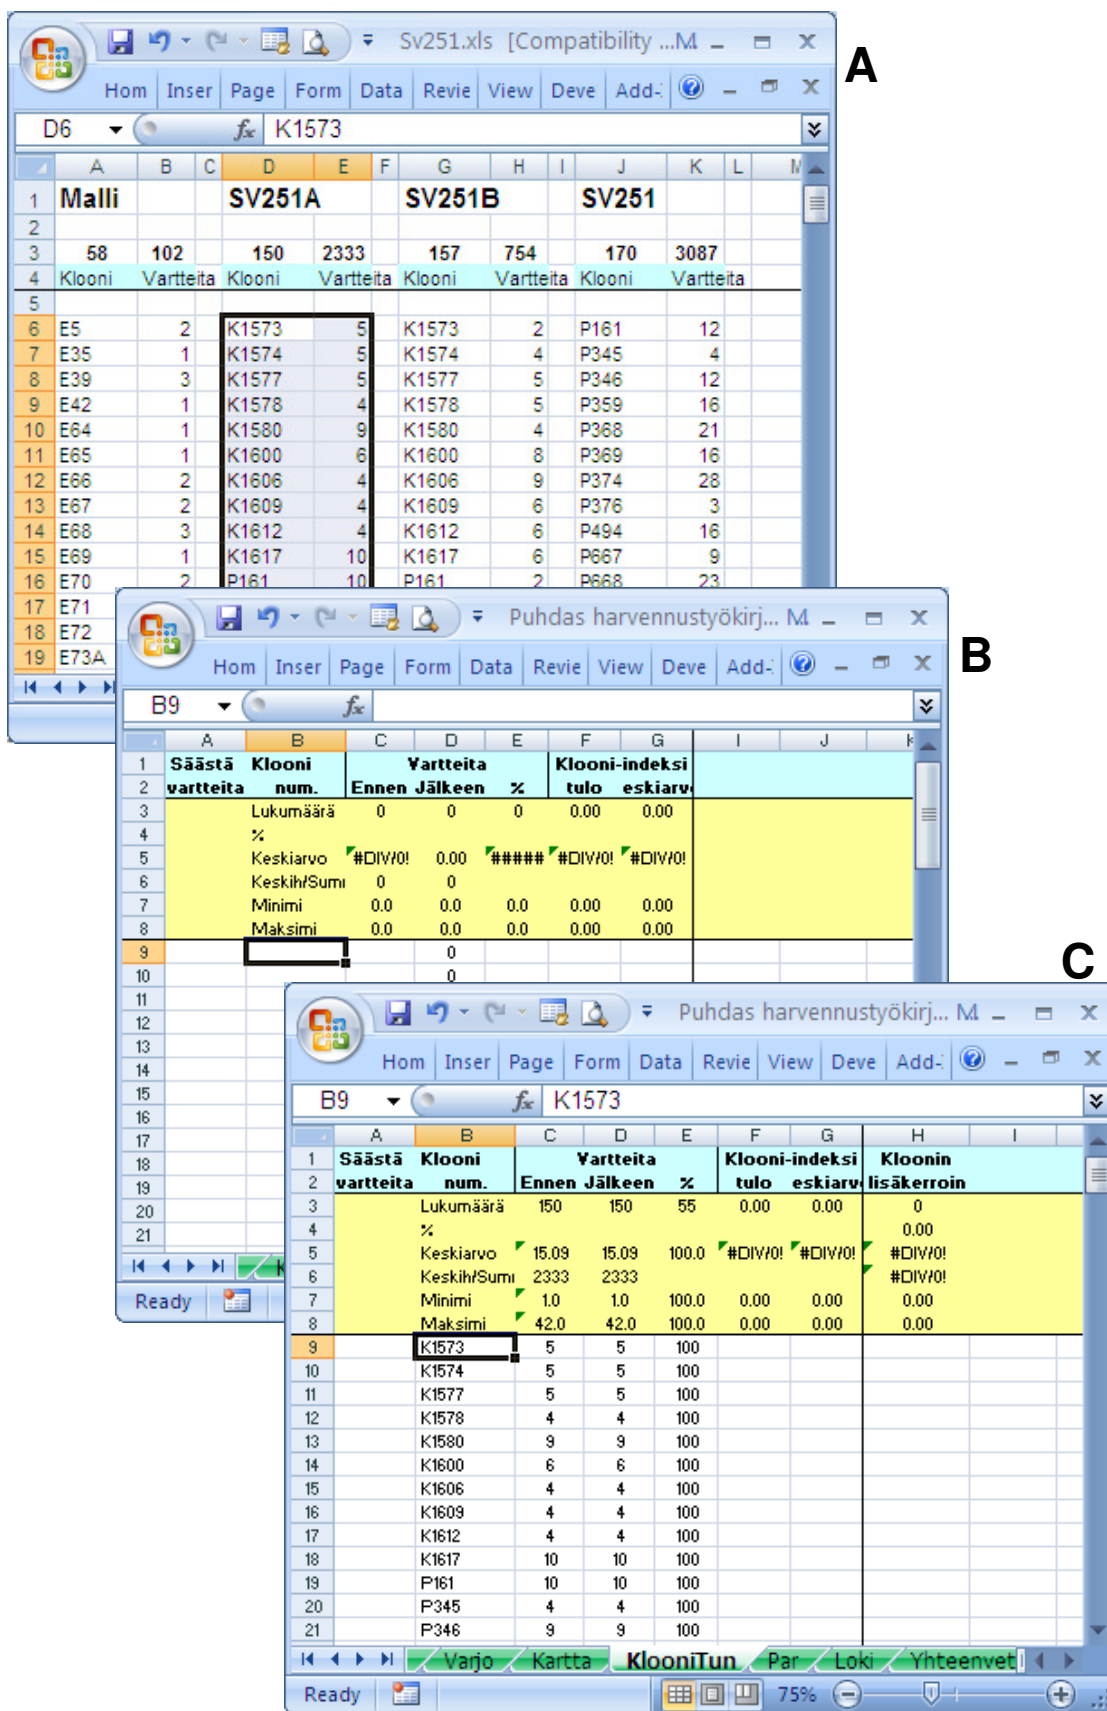 Sv251.xls [Compatibility ...M
A
Hom Inser Page Form Data Revie View Deve Add-
D6 fx K1573
A B C D E F G H I J K L M
1 Malli SV251A SV251B SV251
2
3 58 102 150 2333 157 754 170 3087
4 Klooni Vartteita Klooni Vartteita Klooni Vartteita Klooni Vartteita
5
6 E5 2 K1573 5 K1573 2 P161 12
7 E35 1 K1574 5 K1574 4 P345 4
8 E39 3 K1577 5 K1577 5 P346 12
9 E42 1 K1578 4 K1578 5 P359 16
10 E64 1 K1580 9 K1580 4 P368 21
11 E65 1 K1600 6 K1600 8 P369 16
12 E66 2 K1606 4 K1606 9 P374 28
13 E67 2 K1609 4 K1609 6 P376 3
14 E68 3 K1612 4 K1612 6 P494 16
15 E69 1 K1617 10 K1617 6 P667 9
16 E70 2 P161 10 P161 2 P668 23
17 E71
18 E72
19 E73A
Puhdas harvennustyökirj... M
B
Hom Inser Page Form Data Revie View Deve Add-
B9 fx
A B C D E F G I J K
1 Säästä Klooni Vartteita Klooni-indeksi
2 vartteita num. Ennen Jälkeen % tulo eskiarv
3 Lukumäärä 0 0 0 0.00 0.00
4 %
5 Keskiarvo #DIV/0! 0.00 ##### #DIV/0! #DIV/0!
6 Keskih/Sum 0 0
7 Minimi 0.0 0.0 0.0 0.00 0.00
8 Maksimi 0.0 0.0 0.0 0.00 0.00
9 0
10 0
11
12
13
14
15
16
17
18
19
20
21
K
Ready
C
Puhdas harvennustyökirj... M
Hom Inser Page Form Data Revie View Deve Add-
B9 fx K1573
A B C D E F G H I
1 Säästä Klooni Vartteita Klooni-indeksi Kloonin
2 vartteita num. Ennen Jälkeen % tulo eskiarv lisäkerroin
3 Lukumäärä 150 150 55 0.00 0.00 0
4 % 0.00
5 Keskiarvo 15.09 15.09 100.0 #DIV/0! #DIV/0! #DIV/0!
6 Keskih/Sum 2333 2333 #DIV/0!
7 Minimi 1.0 1.0 100.0 0.00 0.00 0.00
8 Maksimi 42.0 42.0 100.0 0.00 0.00 0.00
9 K1573 5 5 100
10 K1574 5 5 100
11 K1577 5 5 100
12 K1578 4 4 100
13 K1580 9 9 100
14 K1600 6 6 100
15 K1606 4 4 100
16 K1609 4 4 100
17 K1612 4 4 100
18 K1617 10 10 100
19 P161 10 10 100
20 P345 4 4 100
21 P346 9 9 100
Varjo Kartta KlooniTun Par Loki Yhteenvet
Ready 75%